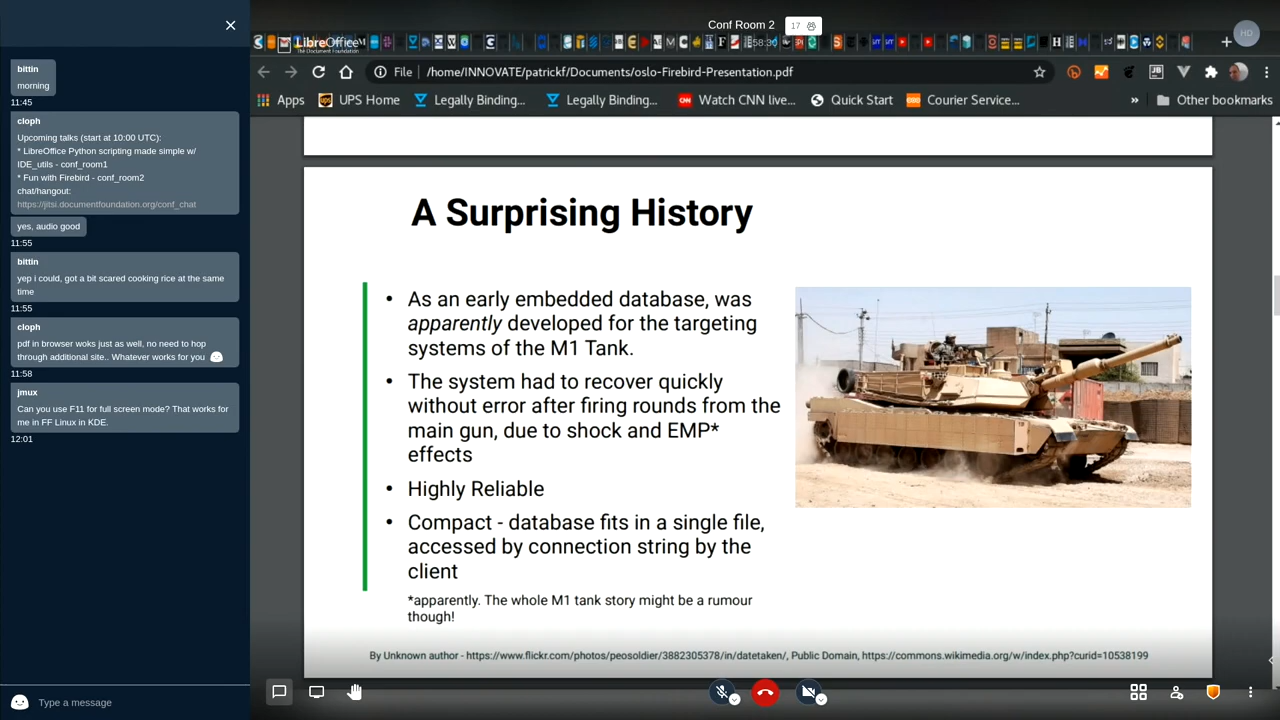 bittin
morning
11:45
cloph
Upcoming talks (start at 10:00 UTC):
* LibreOffice Python scripting made simple w/
IDE_utils - conf_room1
* Fun with Firebird - conf_room2
chat/hangout:
https://jitsi.documentfoundation.org/conf_chat
yes, audio good
11:55
bittin
yep i could, got a bit scared cooking rice at the same
time
11:55
cloph
pdf in browser woks just as well, no need to hop
through additional site.. Whatever works for you
11:58
jmux
Can you use F11 for full screen mode? That works for
me in FF Linux in KDE.
12:01
Type a message
Conf Room 2
17
HD
LibreOffice
The Document Foundation
File
/home/INNOVATE/patrickf/Documents/oslo-Firebird-Presentation.pdf
Apps
UPS Home
Legally Binding...
Legally Binding...
Watch CNN live...
Quick Start
Courier Service...
»
Other bookmarks
A Surprising History
• As an early embedded database, was
apparently developed for the targeting
systems of the M1 Tank.
• The system had to recover quickly
without error after firing rounds from the
main gun, due to shock and EMP*
effects
• Highly Reliable
• Compact - database fits in a single file,
accessed by connection string by the
client
*apparently. The whole M1 tank story might be a rumour
though!
By Unknown author - https://www.flickr.com/photos/peosoldier/3882305378/in/datetaken/, Public Domain, https://commons.wikimedia.org/w/index.php?curid=10538199